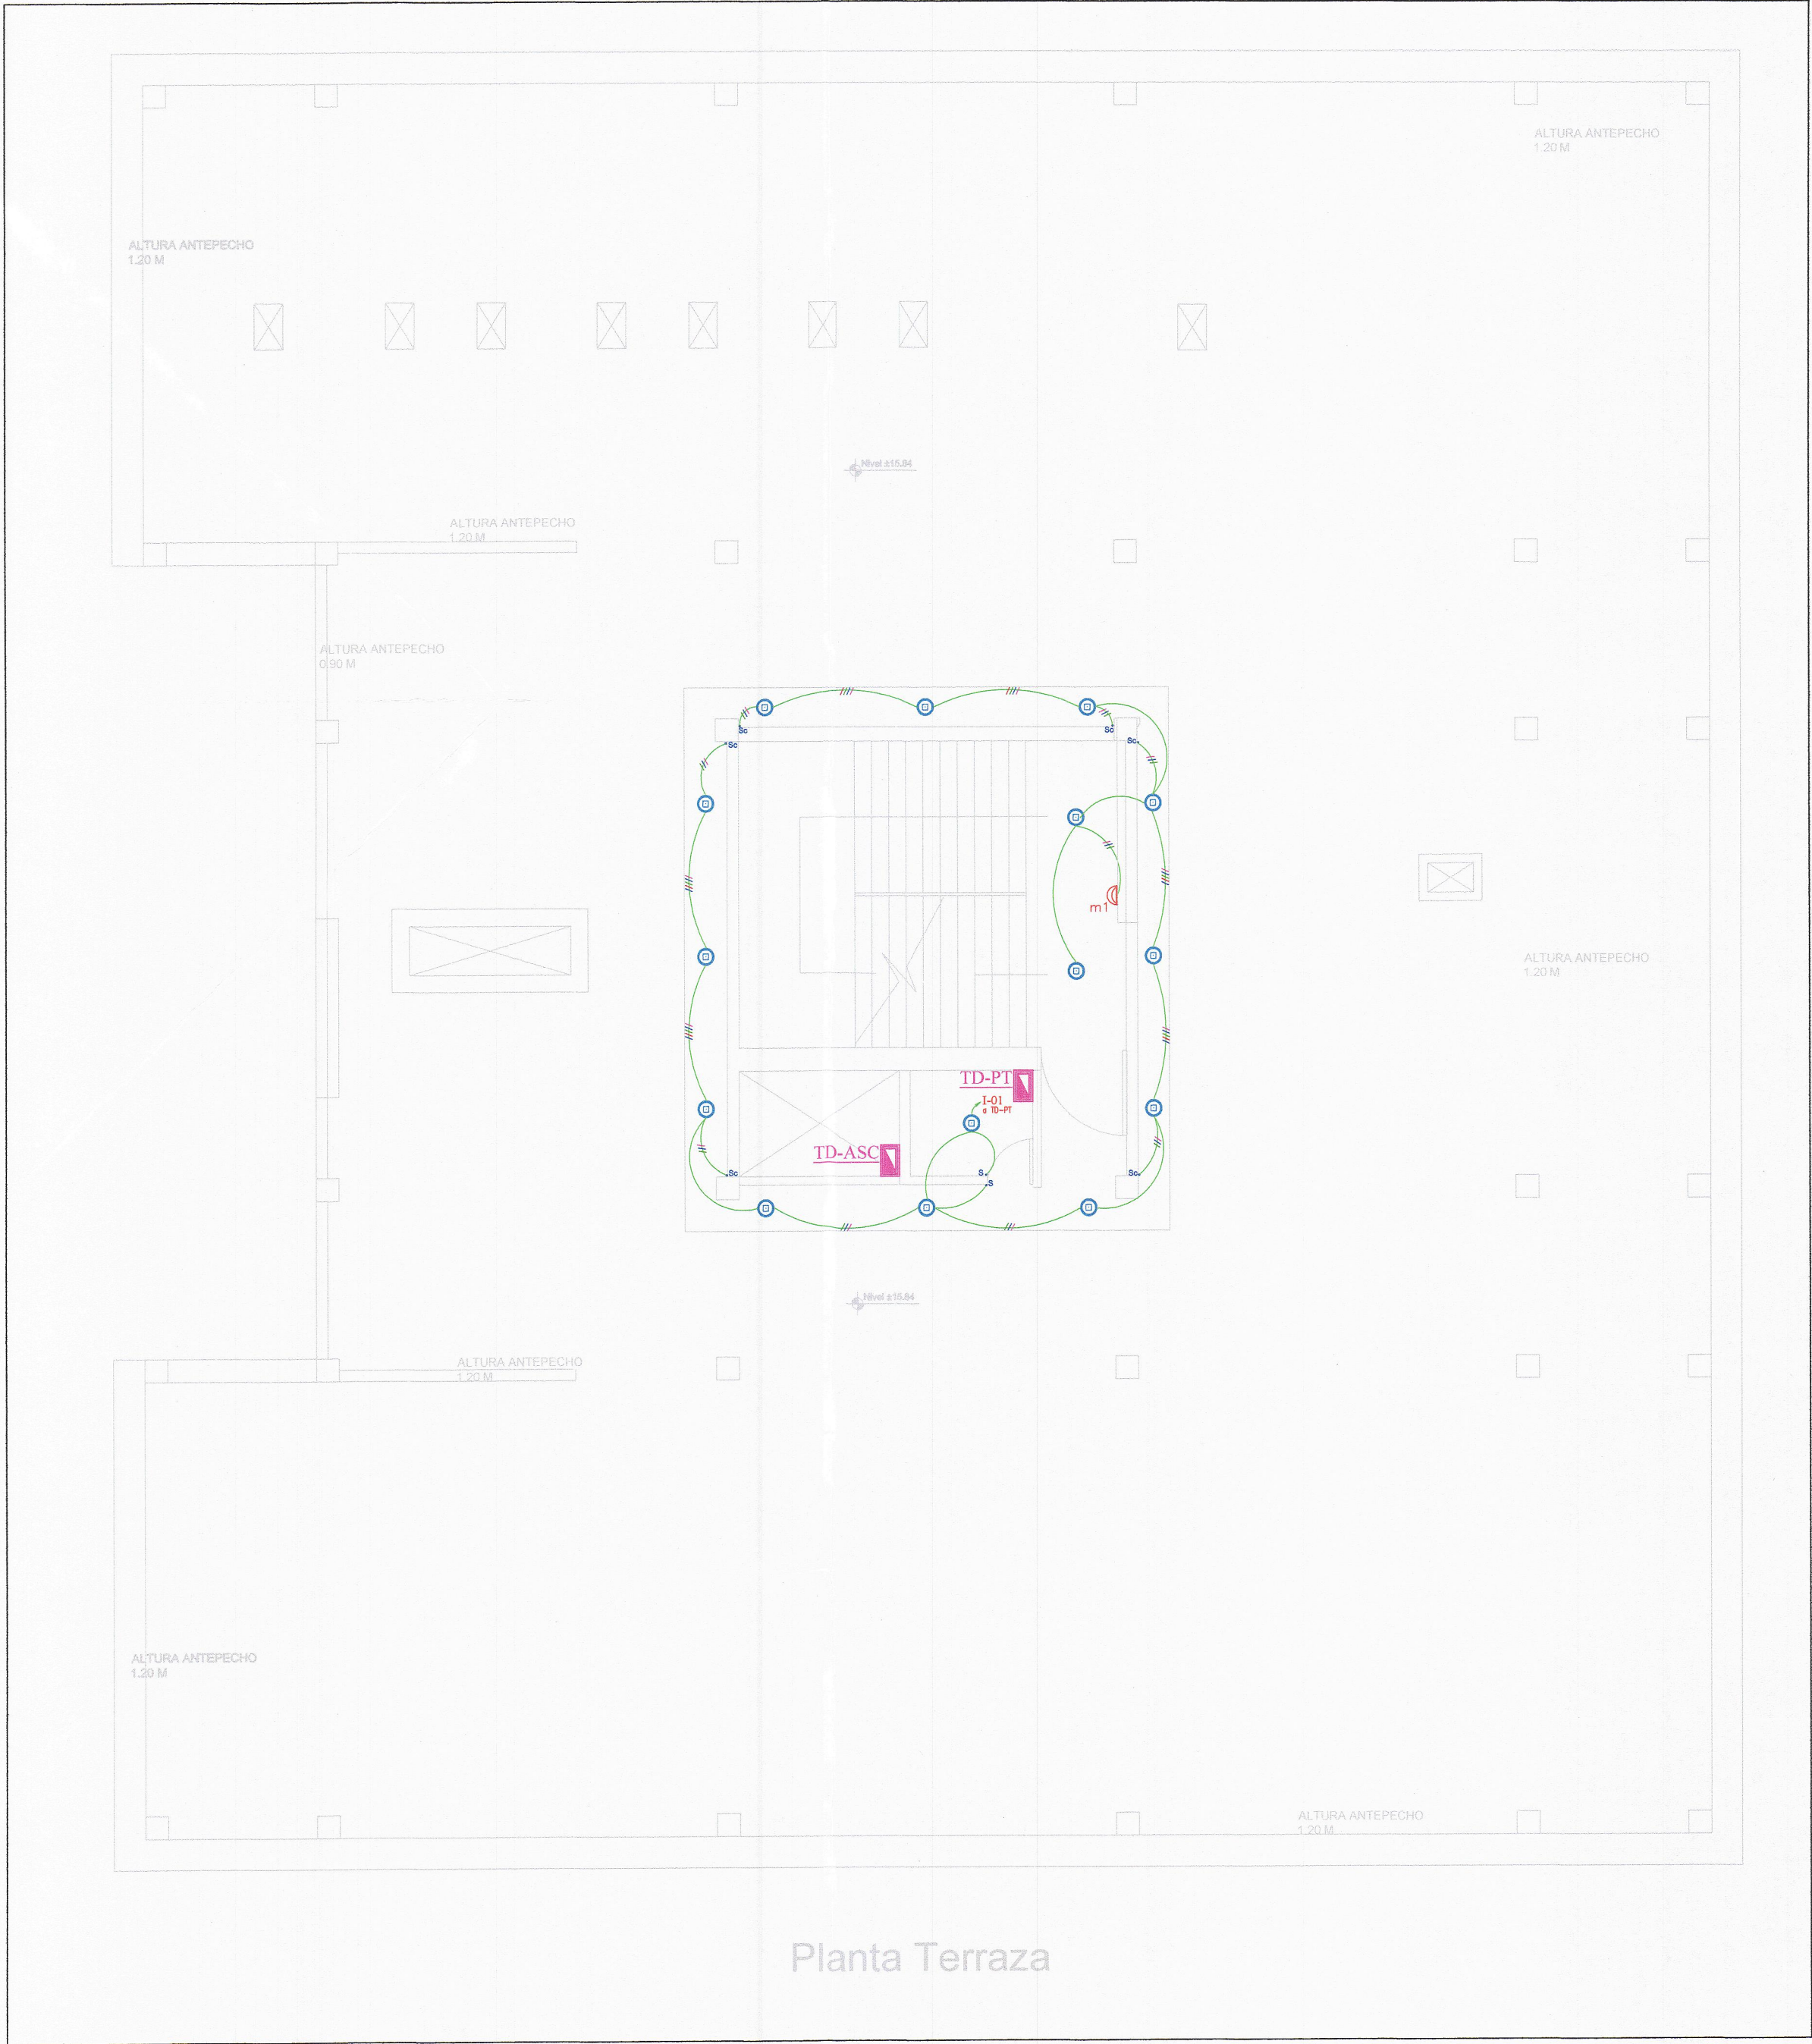 ALTURA ANTEPECHO
1.20 M
ALTURA ANTEPECHO
1.20 M
Nivel ±15.84
ALTURA ANTEPECHO
1.20 M
ALTURA ANTEPECHO
0.90 M
Sc
Sc
Sc
Sc
m1
ALTURA ANTEPECHO
1.20 M
TD-PT
I-01
a TD-PT
TD-ASC
Sc
S
Sc
S
Nivel ±15.84
ALTURA ANTEPECHO
1.20 M
ALTURA ANTEPECHO
1.20 M
ALTURA ANTEPECHO
1.20 M
Planta Terraza